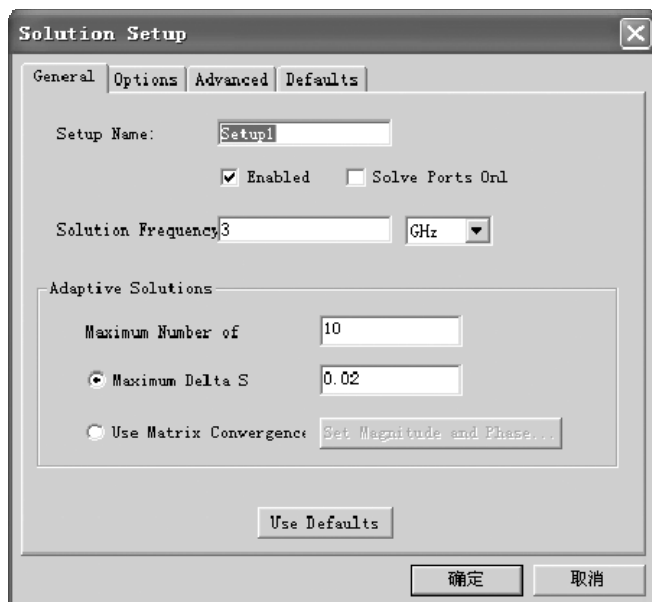 Solution Setup
General Options Advanced Defaults
Setup Name: Setup1
Enabled Solve Ports Onl
Solution Frequency 3 GHz
Adaptive Solutions
Maximum Number of 10
Maximum Delta S 0.02
Use Matrix Convergence Set Magnitude and Phase...
Use Defaults
确定 取消